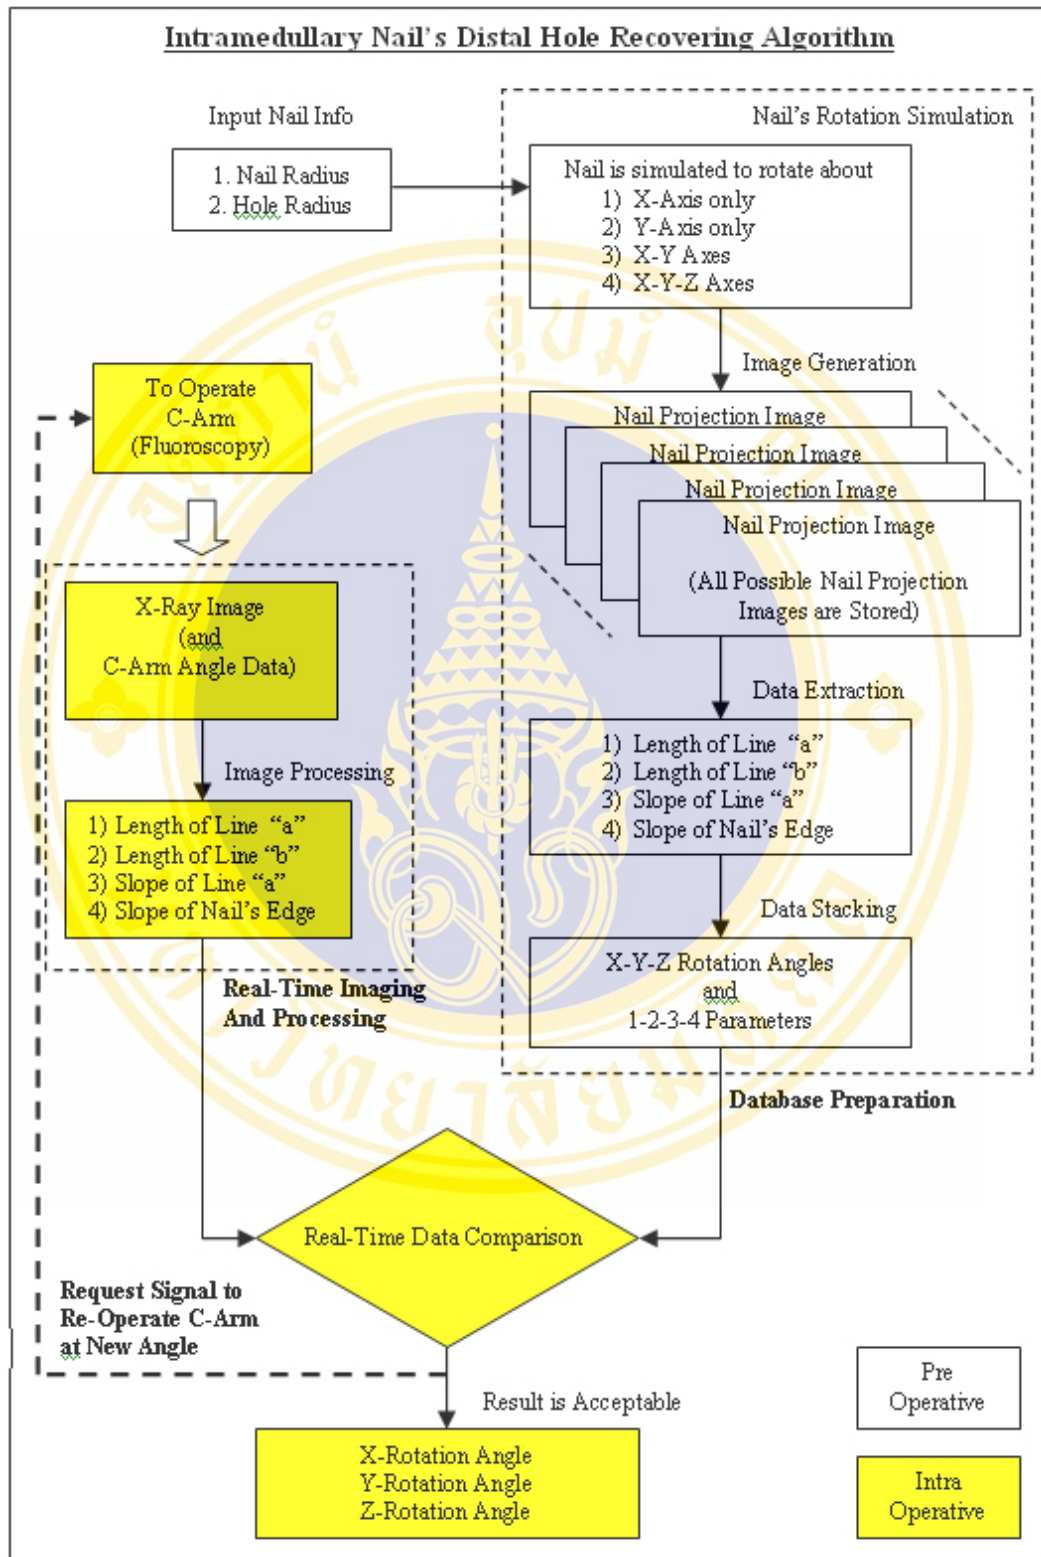 Intramedullary Nail's Distal Hole Recovering Algorithm
Input Nail Info
1. Nail Radius
2. Hole Radius
Nail's Rotation Simulation
Nail is simulated to rotate about
1) X-Axis only
2) Y-Axis only
3) X-Y Axes
4) X-Y-Z Axes
Image Generation
Nail Projection Image
Nail Projection Image
Nail Projection Image
Nail Projection Image
(All Possible Nail Projection
Images are Stored)
Data Extraction
1) Length of Line "a"
2) Length of Line "b"
3) Slope of Line "a"
4) Slope of Nail's Edge
Data Stacking
X-Y-Z Rotation Angles
and
1-2-3-4 Parameters
Database Preparation
To Operate
C-Arm
(Fluoroscopy)
X-Ray Image
(and
C-Arm Angle Data)
Image Processing
1) Length of Line "a"
2) Length of Line "b"
3) Slope of Line "a"
4) Slope of Nail's Edge
Real-Time Imaging
And Processing
Real-Time Data Comparison
Request Signal to
Re-Operate C-Arm
at New Angle
Result is Acceptable
X-Rotation Angle
Y-Rotation Angle
Z-Rotation Angle
Pre
Operative
Intra
Operative